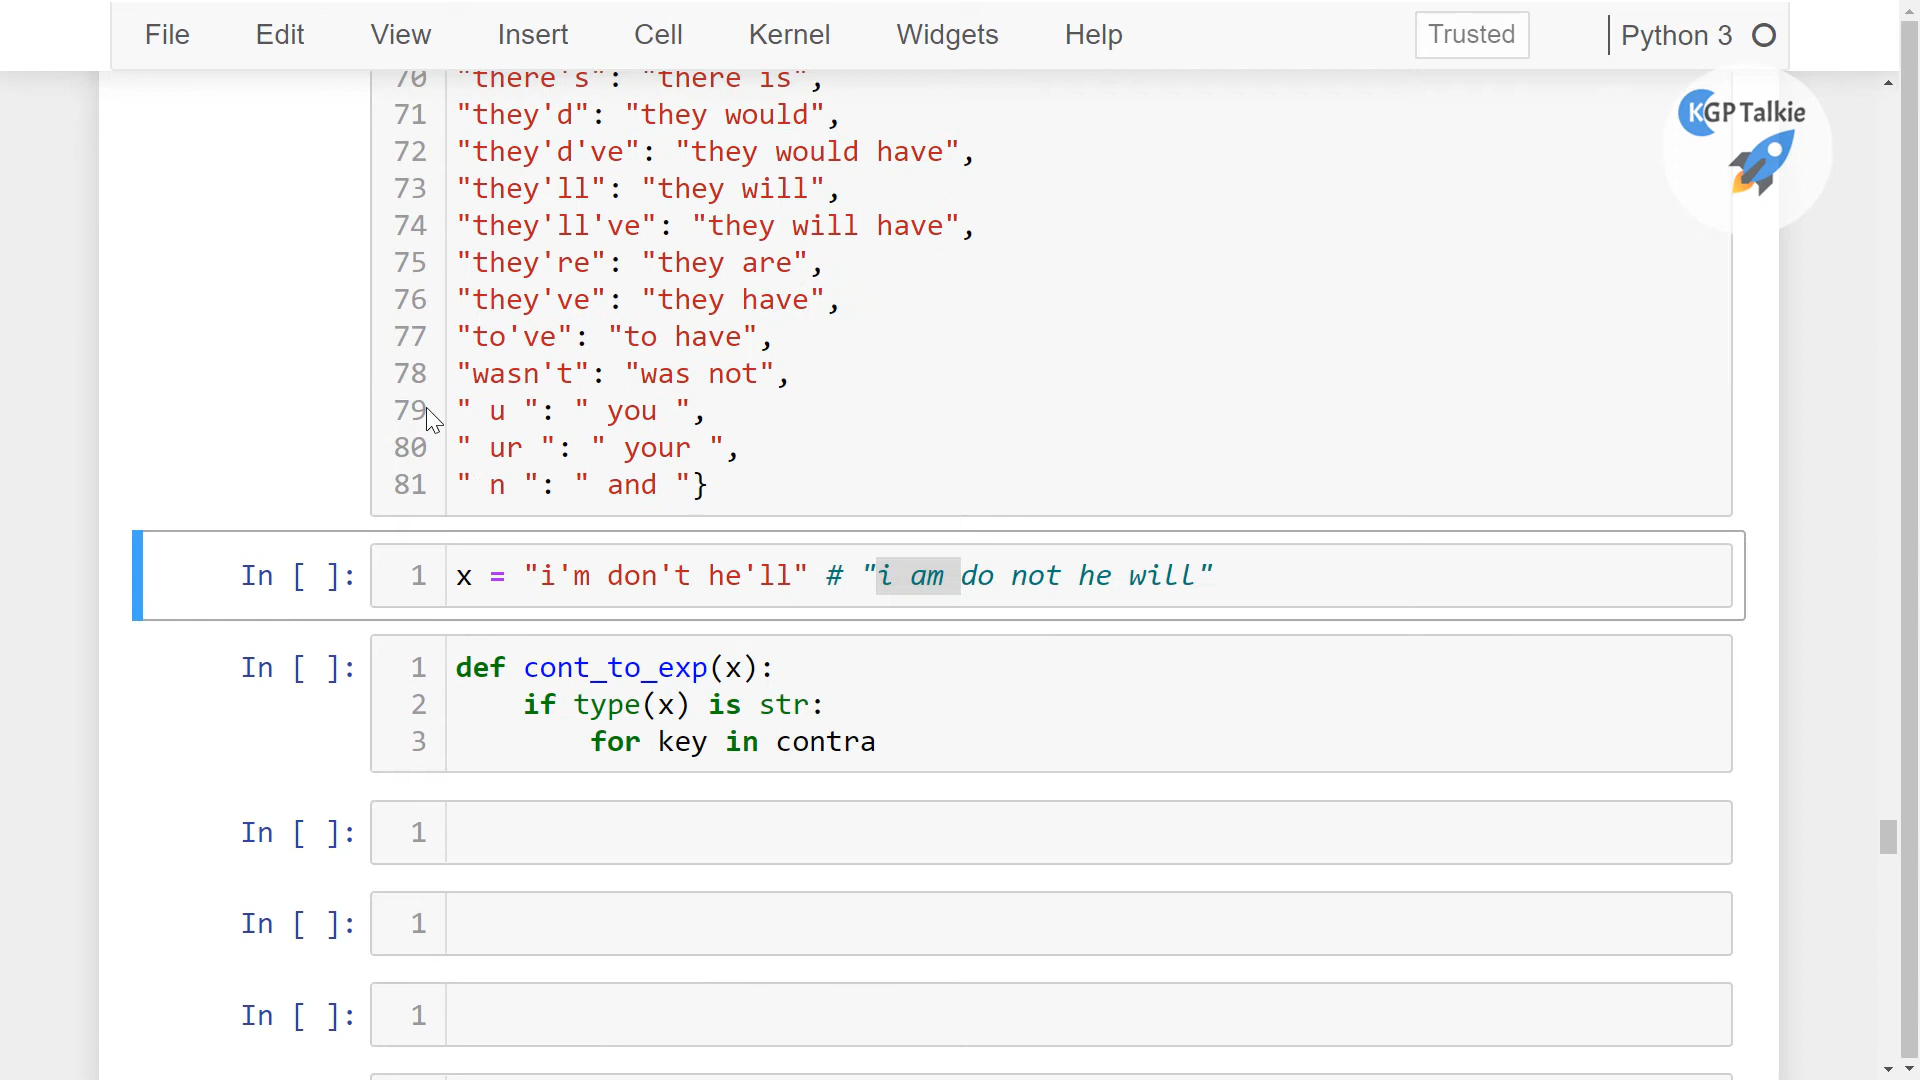 File Edit View Insert Cell Kernel Widgets Help Trusted Python 3
KGP Talkie
70 "there's": "there is",
71 "they'd": "they would",
72 "they'd've": "they would have",
73 "they'll": "they will",
74 "they'll've": "they will have",
75 "they're": "they are",
76 "they've": "they have",
77 "to've": "to have",
78 "wasn't": "was not",
79 " u ": " you ",
80 " ur ": " your ",
81 " n ": " and "}
In [ ]: 1 x = "i'm don't he'll" # "i am do not he will"
In [ ]: 1 def cont_to_exp(x):
2 if type(x) is str:
3 for key in contra
In [ ]: 1
In [ ]: 1
In [ ]: 1